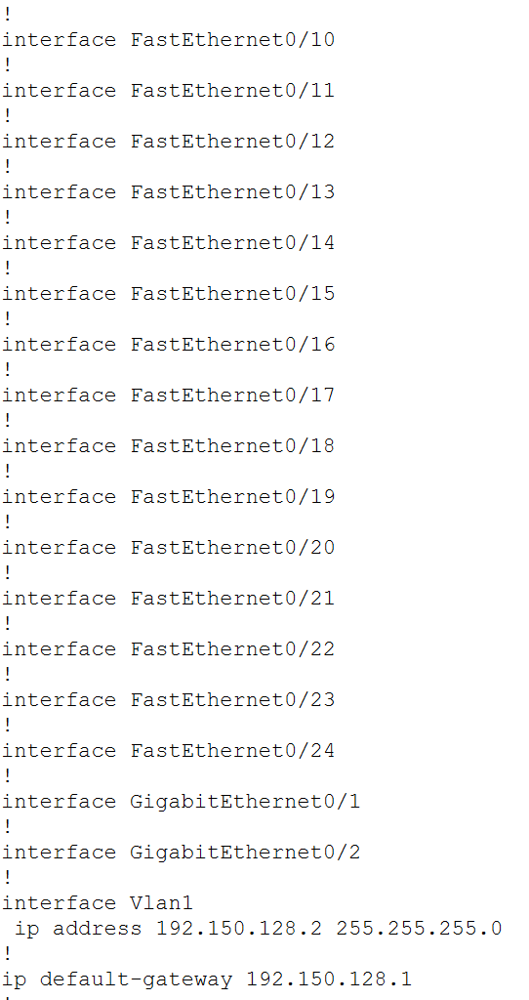 !
interface FastEthernet0/10
!
interface FastEthernet0/11
!
interface FastEthernet0/12
!
interface FastEthernet0/13
!
interface FastEthernet0/14
!
interface FastEthernet0/15
!
interface FastEthernet0/16
!
interface FastEthernet0/17
!
interface FastEthernet0/18
!
interface FastEthernet0/19
!
interface FastEthernet0/20
!
interface FastEthernet0/21
!
interface FastEthernet0/22
!
interface FastEthernet0/23
!
interface FastEthernet0/24
!
interface GigabitEthernet0/1
!
interface GigabitEthernet0/2
!
interface Vlan1
 ip address 192.150.128.2 255.255.255.0
!
ip default-gateway 192.150.128.1